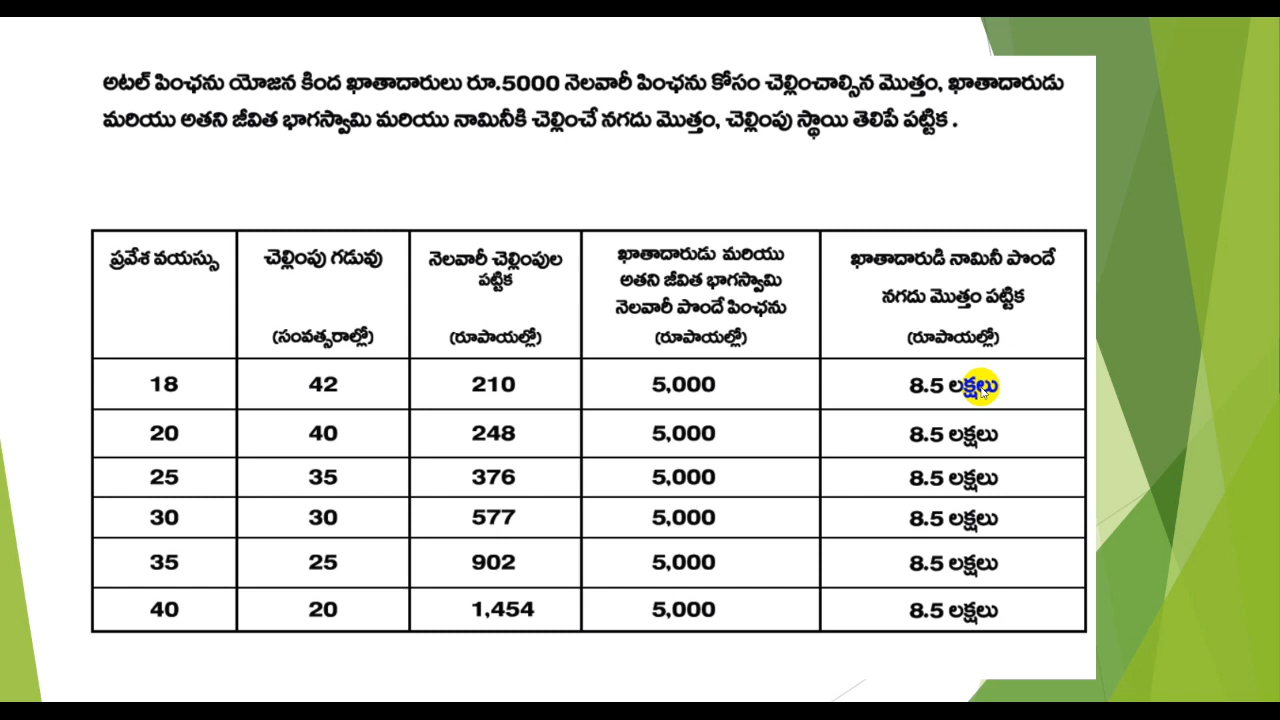 అటల్ పింఛను యోజన కింద ఖాతాదారులు రూ.5000 నెలవారీ పింఛను కోసం చెల్లించాల్సిన మొత్తం, ఖాతాదారుడు
మరియు అతని జీవిత భాగస్వామి మరియు నామినీకి చెల్లించే నగదు మొత్తం, చెల్లింపు స్థాయి తెలిపే పట్టిక .
ప్రవేశ వయస్సు చెల్లింపు గడువు (సంవత్సరాల్లో) నెలవారీ చెల్లింపుల పట్టిక (రూపాయల్లో) ఖాతాదారుడు మరియు అతని జీవిత భాగస్వామి నెలవారీ పొందే పింఛను (రూపాయల్లో) ఖాతాదారుడి నామినీ పొందే నగదు మొత్తం పట్టిక (రూపాయల్లో)
18 42 210 5,000 8.5 లక్షలు
20 40 248 5,000 8.5 లక్షలు
25 35 376 5,000 8.5 లక్షలు
30 30 577 5,000 8.5 లక్షలు
35 25 902 5,000 8.5 లక్షలు
40 20 1,454 5,000 8.5 లక్షలు